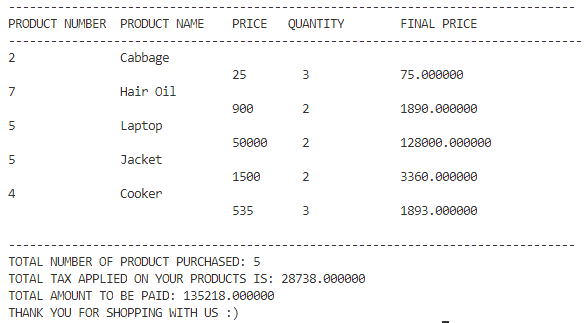 ---------------------------------------------------------------------------------
PRODUCT NUMBER PRODUCT NAME PRICE QUANTITY FINAL PRICE
---------------------------------------------------------------------------------
2 Cabbage
25 3 75.000000
7 Hair Oil
900 2 1890.000000
5 Laptop
50000 2 128000.000000
5 Jacket
1500 2 3360.000000
4 Cooker
535 3 1893.000000
---------------------------------------------------------------------------------
TOTAL NUMBER OF PRODUCT PURCHASED: 5
TOTAL TAX APPLIED ON YOUR PRODUCTS IS: 28738.000000
TOTAL AMOUNT TO BE PAID: 135218.000000
THANK YOU FOR SHOPPING WITH US :)